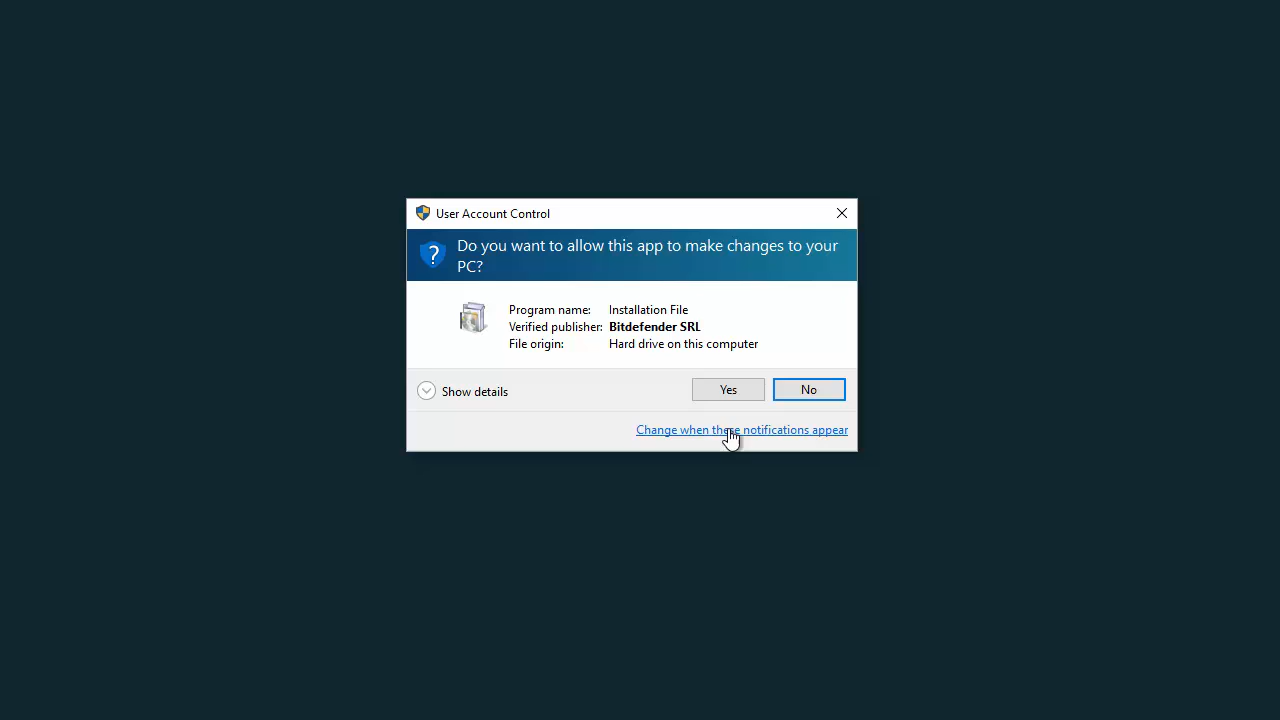 User Account Control
Do you want to allow this app to make changes to your
PC?
Program name: Installation File
Verified publisher: Bitdefender SRL
File origin: Hard drive on this computer
Show details
Yes
No
Change when these notifications appear